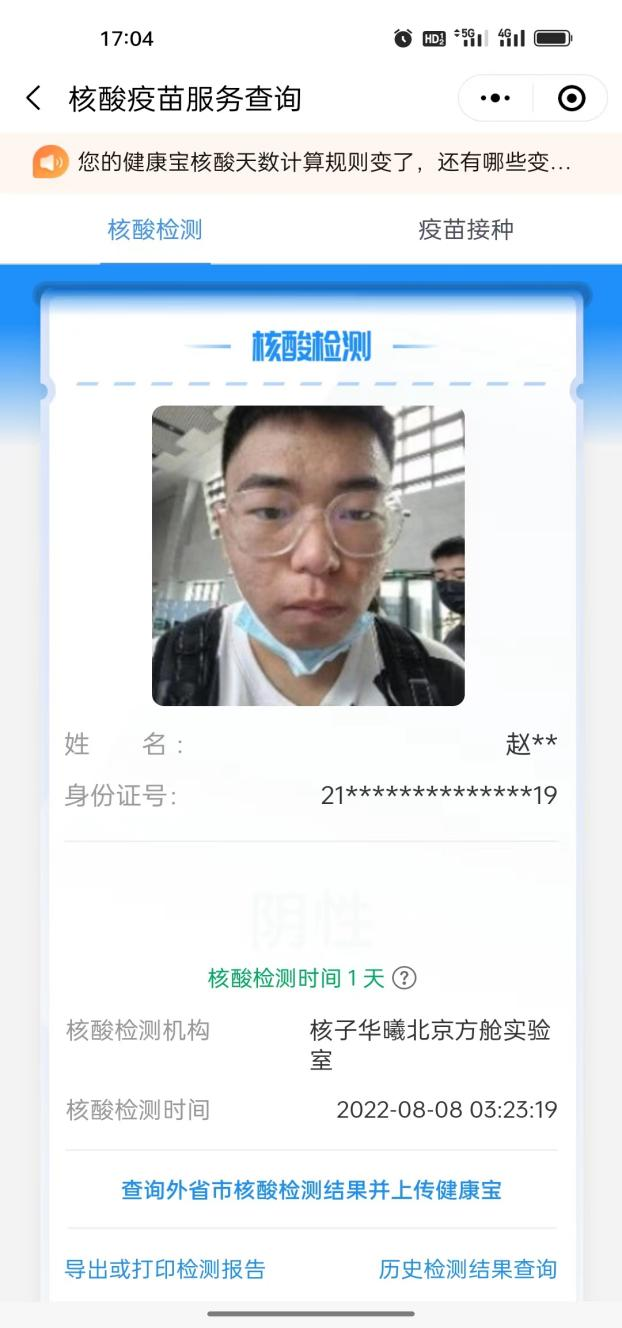 17:04
HD 5G 4G
核酸疫苗服务查询
您的健康宝核酸天数计算规则变了，还有哪些变...
核酸检测 疫苗接种
核酸检测
姓 名： 赵**
身份证号： 21**************19
阴性
核酸检测时间 1 天 ?
核酸检测机构 核子华曦北京方舱实验
室
核酸检测时间 2022-08-08 03:23:19
查询外省市核酸检测结果并上传健康宝
导出或打印检测报告 历史检测结果查询